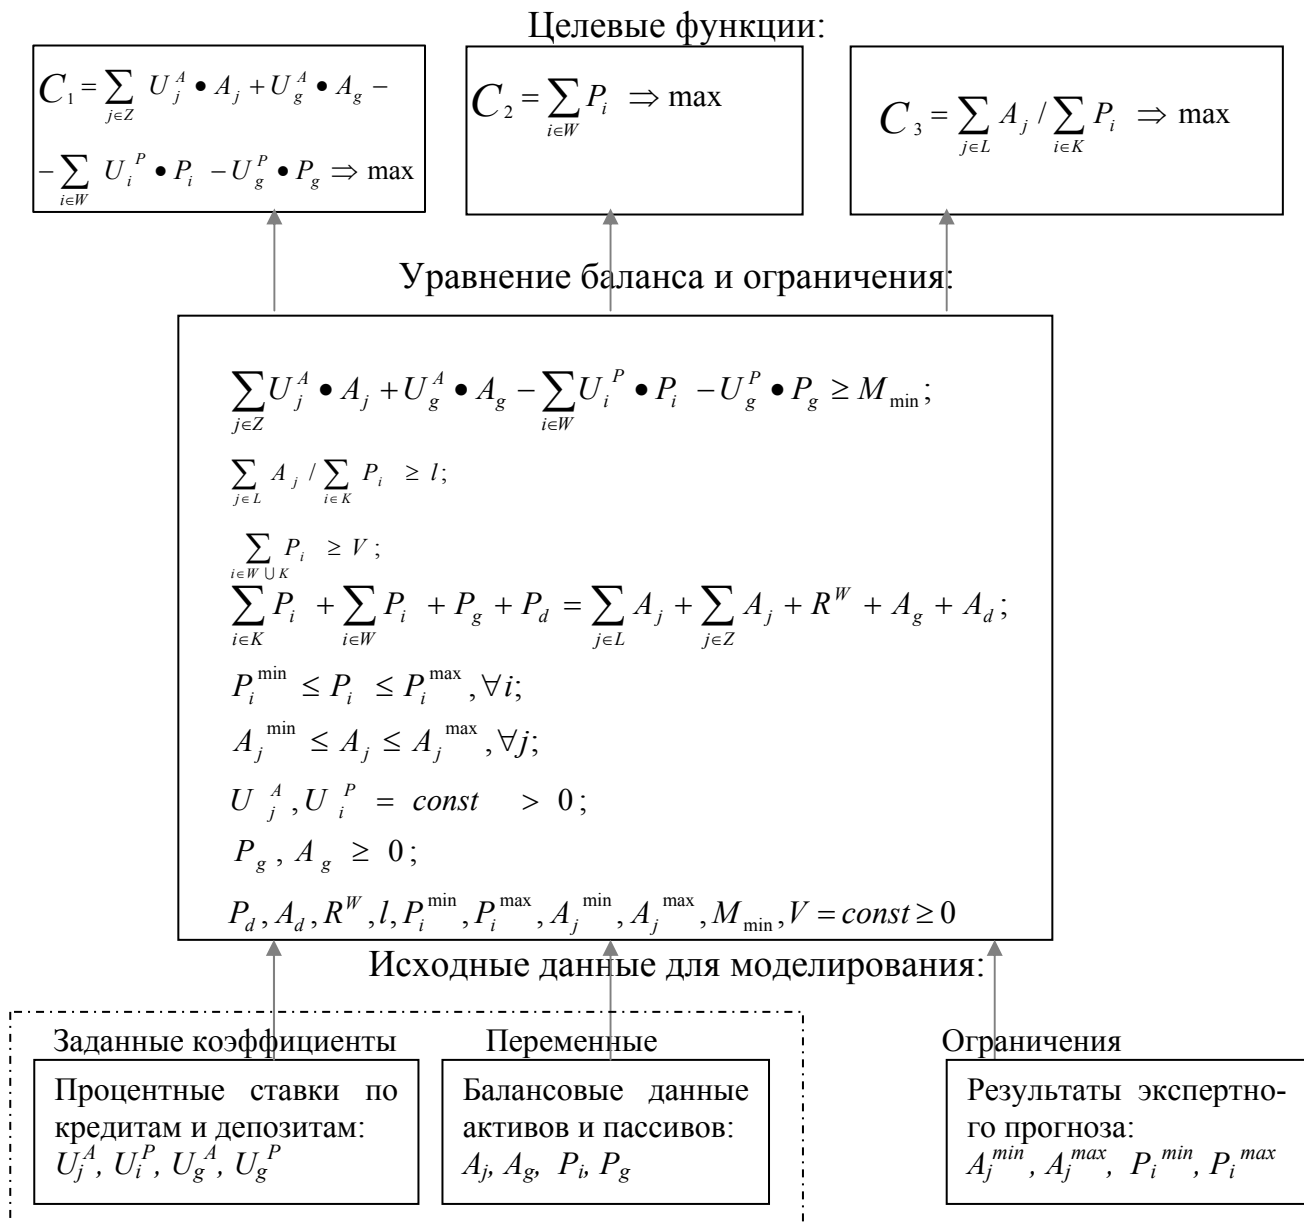 Целевые функции:
C₁ = ∑_{j∈Z} U_j^A • A_j + U_g^A • A_g −
− ∑_{i∈W} U_i^P • P_i − U_g^P • P_g ⇒ max
C₂ = ∑_{i∈W} P_i ⇒ max
C₃ = ∑_{j∈L} A_j / ∑_{i∈K} P_i ⇒ max
Уравнение баланса и ограничения:
∑_{j∈Z} U_j^A • A_j + U_g^A • A_g − ∑_{i∈W} U_i^P • P_i − U_g^P • P_g ≥ M_min;
∑_{j∈L} A_j / ∑_{i∈K} P_i ≥ l;
∑_{i∈W∪K} P_i ≥ V;
∑_{i∈K} P_i + ∑_{i∈W} P_i + P_g + P_d = ∑_{j∈L} A_j + ∑_{j∈Z} A_j + R^W + A_g + A_d;
P_i^min ≤ P_i ≤ P_i^max, ∀i;
A_j^min ≤ A_j ≤ A_j^max, ∀j;
U_j^A, U_i^P = const > 0;
P_g, A_g ≥ 0;
P_d, A_d, R^W, l, P_i^min, P_i^max, A_j^min, A_j^max, M_min, V = const ≥ 0
Исходные данные для моделирования:
Заданные коэффициенты
Процентные ставки по
кредитам и депозитам:
U_j^A, U_i^P, U_g^A, U_g^P
Переменные
Балансовые данные
активов и пассивов:
A_j, A_g, P_i, P_g
Ограничения
Результаты экспертно-
го прогноза:
A_j^min, A_j^max, P_i^min, P_i^max